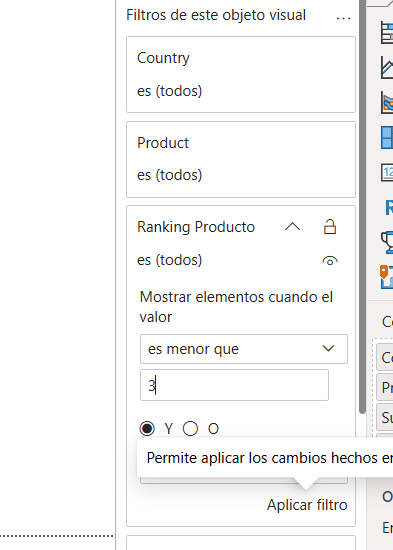 Filtros de este objeto visual ...
Country
es (todos)
Product
es (todos)
Ranking Producto
es (todos)
Mostrar elementos cuando el
valor
es menor que
3
Y O
Permite aplicar los cambios hechos en
Aplicar filtro